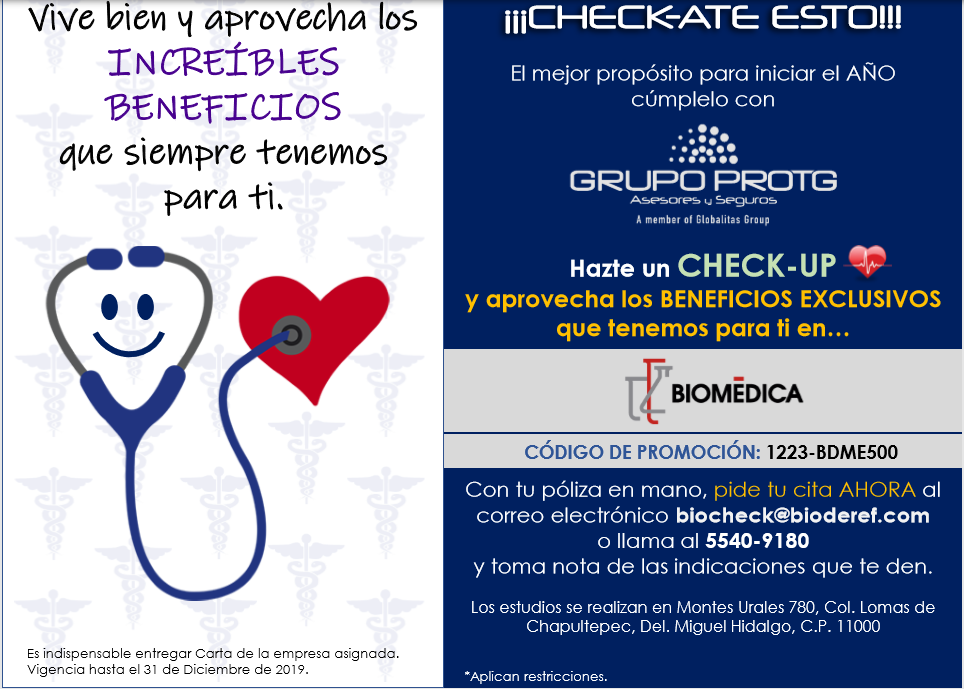 Vive bien y aprovecha los
INCREÍBLES
BENEFICIOS
que siempre tenemos
para ti.
Es indispensable entregar Carta de la empresa asignada.
Vigencia hasta el 31 de Diciembre de 2019.
¡¡¡CHECK-ATE ESTO!!!
El mejor propósito para iniciar el AÑO
cúmplelo con
GRUPO PROTG
Asesores y Seguros
A member of Globalitas Group
Hazte un CHECK-UP
y aprovecha los BENEFICIOS EXCLUSIVOS
que tenemos para ti en...
BIOMĒDICA
CÓDIGO DE PROMOCIÓN: 1223-BDME500
Con tu póliza en mano, pide tu cita AHORA al
correo electrónico biocheck@bioderef.com
o llama al 5540-9180
y toma nota de las indicaciones que te den.
Los estudios se realizan en Montes Urales 780, Col. Lomas de
Chapultepec, Del. Miguel Hidalgo, C.P. 11000
*Aplican restricciones.